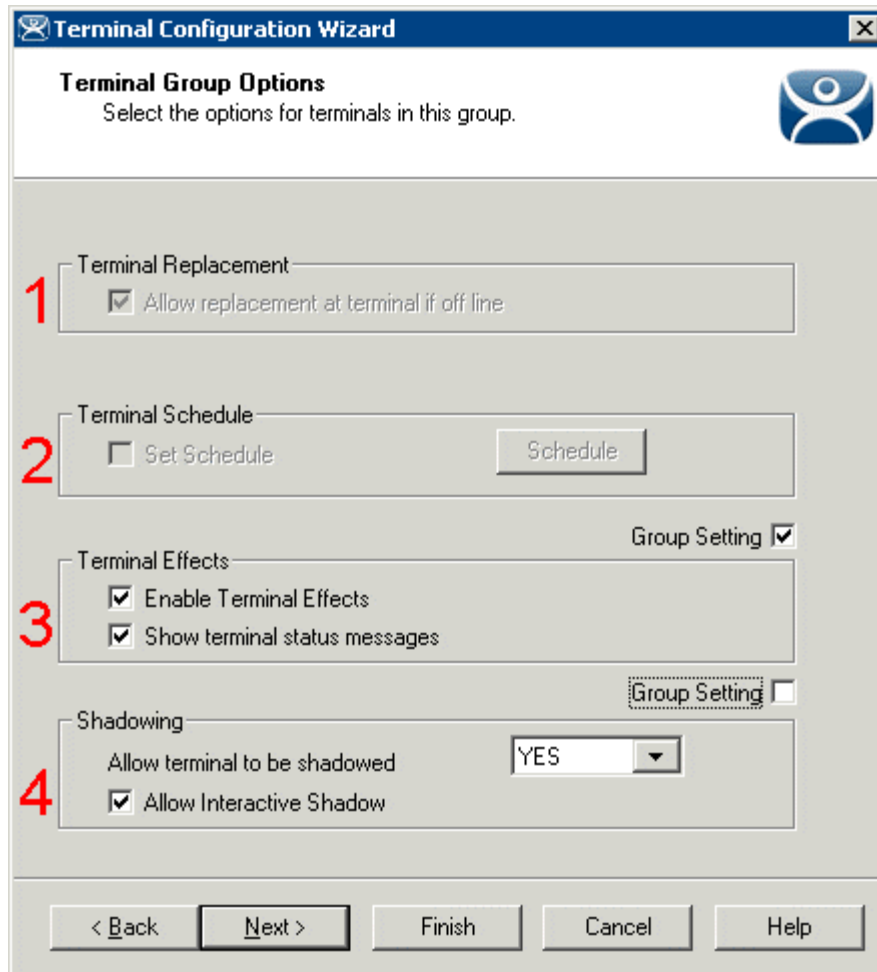 Terminal Configuration Wizard
Terminal Group Options
Select the options for terminals in this group.
1
Terminal Replacement
Allow replacement at terminal if off line
2
Terminal Schedule
Set Schedule
Schedule
Group Setting
3
Terminal Effects
Enable Terminal Effects
Show terminal status messages
Group Setting
4
Shadowing
Allow terminal to be shadowed YES
Allow Interactive Shadow
< Back Next > Finish Cancel Help